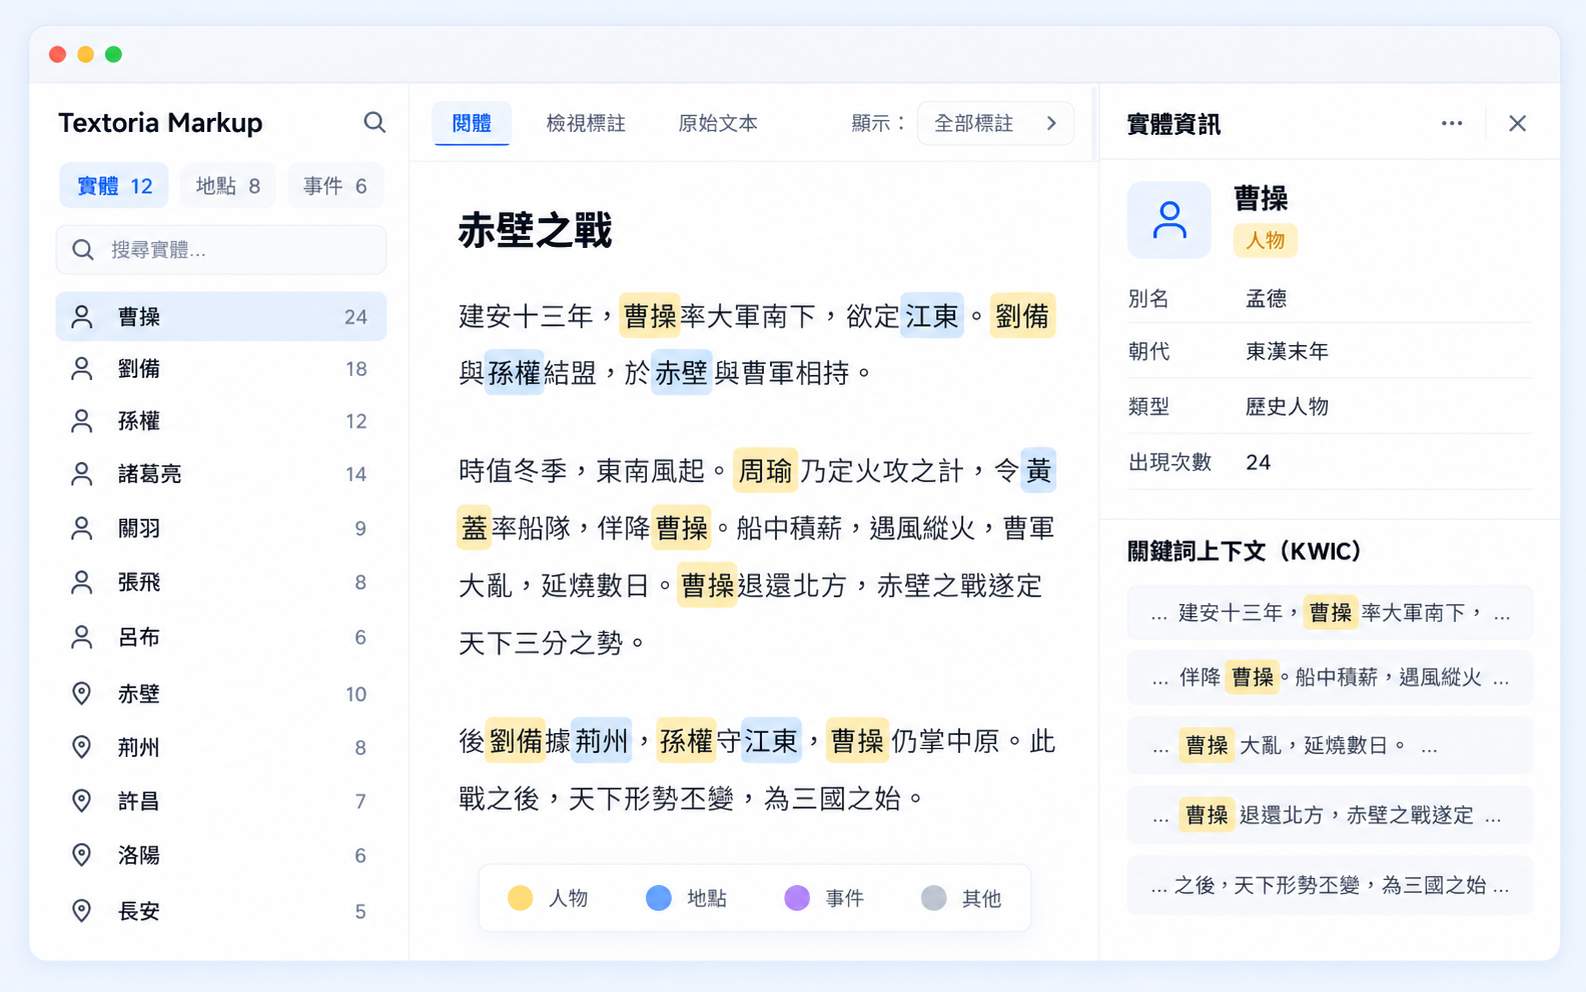 Textoria Markup
實體 12 地點 8 事件 6
搜尋實體...
曹操 24
劉備 18
孫權 12
諸葛亮 14
關羽 9
張飛 8
呂布 6
赤壁 10
荊州 8
許昌 7
洛陽 6
長安 5
閱體 檢視標註 原始文本 顯示： 全部標註
赤壁之戰
建安十三年，曹操率大軍南下，欲定江東。劉備
與孫權結盟，於赤壁與曹軍相持。
時值冬季，東南風起。周瑜乃定火攻之計，令黃
蓋率船隊，佯降曹操。船中積薪，遇風縱火，曹軍
大亂，延燒數日。曹操退還北方，赤壁之戰遂定
天下三分之勢。
後劉備據荊州，孫權守江東，曹操仍掌中原。此
戰之後，天下形勢丕變，為三國之始。
人物 地點 事件 其他
實體資訊
曹操
人物
別名 孟德
朝代 東漢末年
類型 歷史人物
出現次數 24
關鍵詞上下文（KWIC）
... 建安十三年，曹操 率大軍南下， ...
... 佯降 曹操。船中積薪，遇風縱火 ...
... 曹操 大亂，延燒數日。 ...
... 曹操 退還北方，赤壁之戰遂定 ...
... 之後，天下形勢丕變，為三國之始 ...